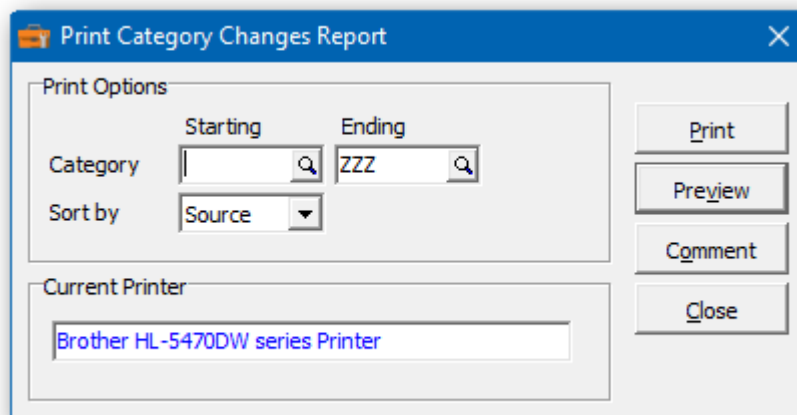 Print Category Changes Report
Print Options
Starting Ending
Category ZZZ
Sort by Source
Current Printer
Brother HL-5470DW series Printer
Print
Preview
Comment
Close